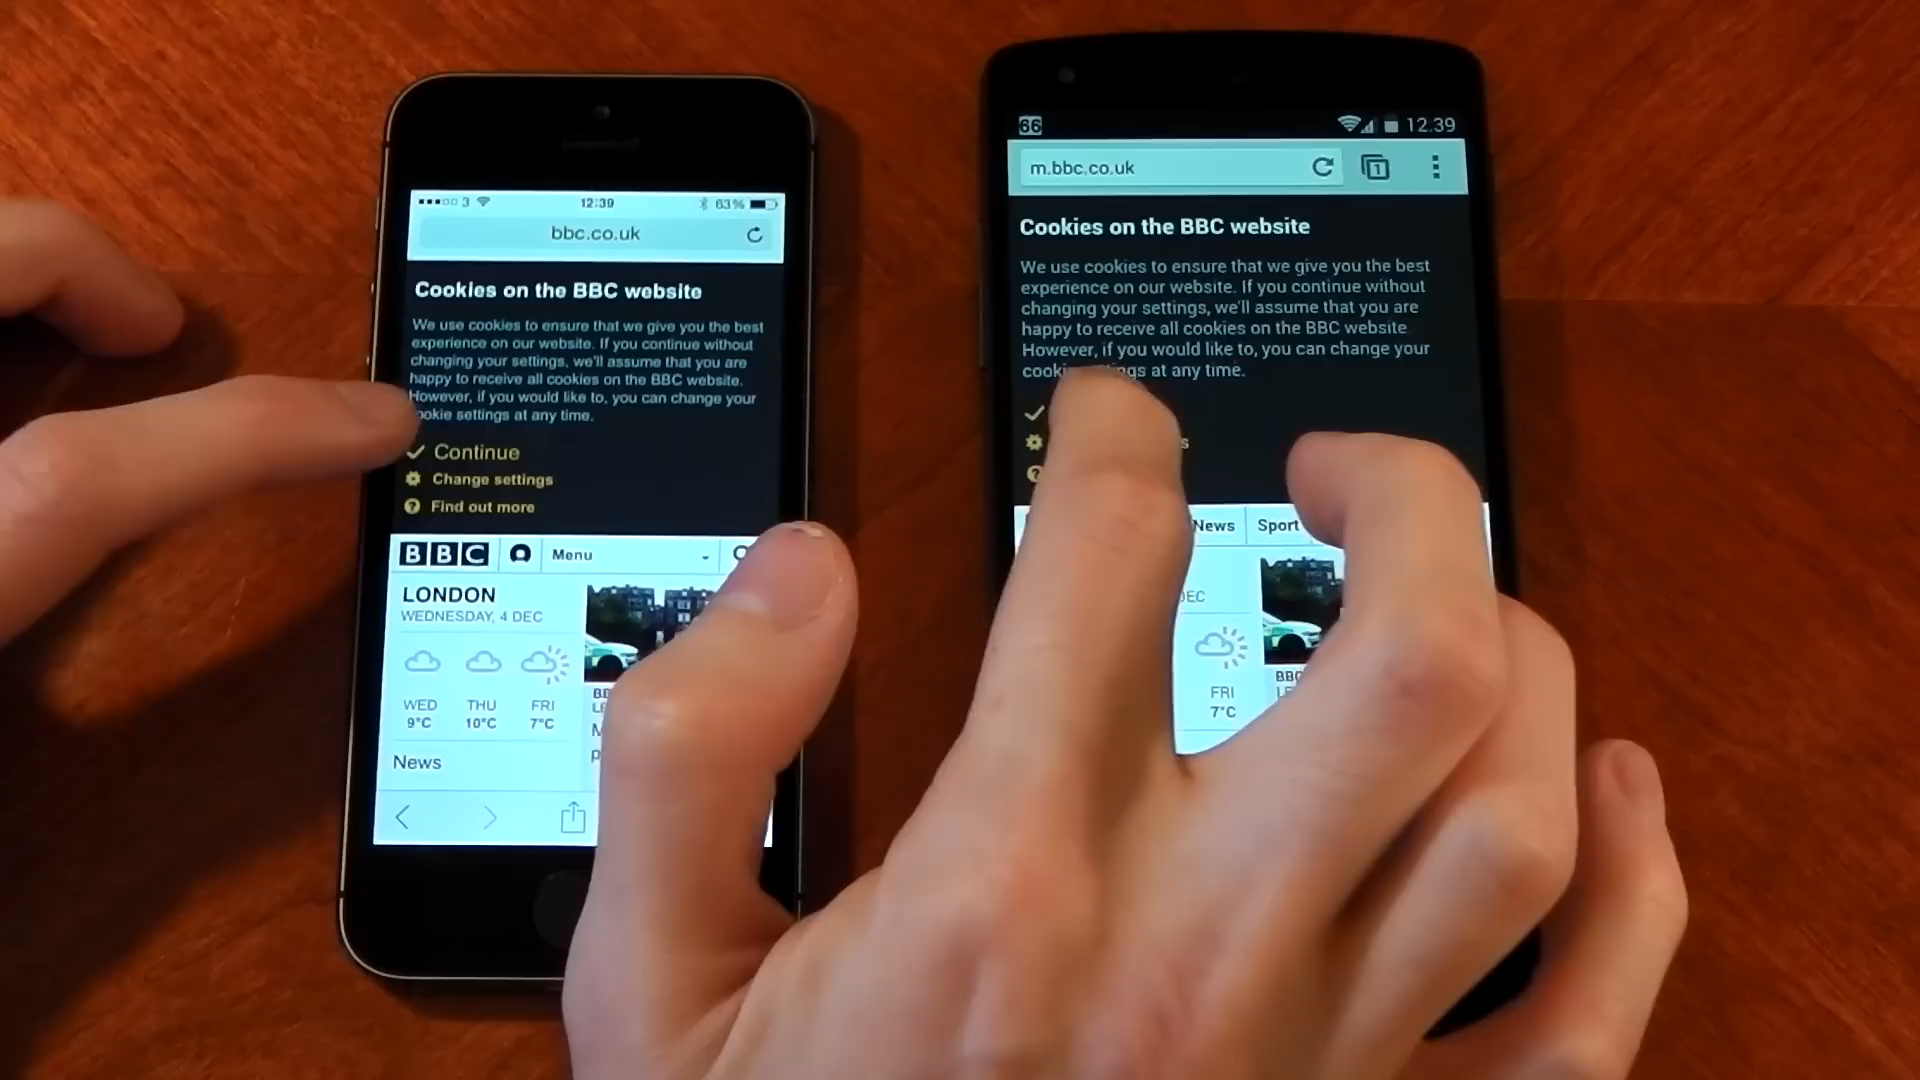 3 12:39 63%
bbc.co.uk
Cookies on the BBC website
We use cookies to ensure that we give you the best
experience on our website. If you continue without
changing your settings, we'll assume that you are
happy to receive all cookies on the BBC website.
However, if you would like to, you can change your
ookie settings at any time.
Continue
Change settings
Find out more
BBC Menu
LONDON
WEDNESDAY, 4 DEC
WED THU FRI
9°C 10°C 7°C
News
66 12:39
m.bbc.co.uk 1
Cookies on the BBC website
We use cookies to ensure that we give you the best
experience on our website. If you continue without
changing your settings, we'll assume that you are
happy to receive all cookies on the BBC website.
However, if you would like to, you can change your
at any time.
News Sport
FRI
7°C